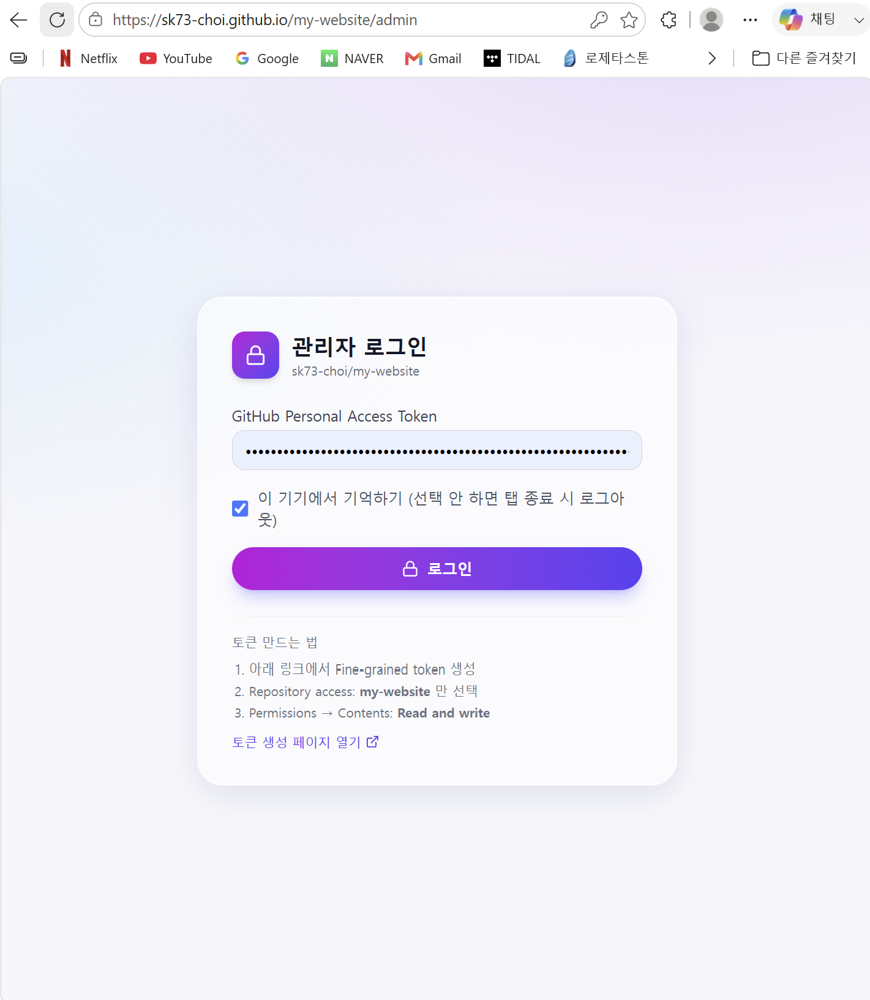 https://sk73-choi.github.io/my-website/admin
채팅
Netflix
YouTube
Google
N
NAVER
Gmail
TIDAL
로제타스톤
다른 즐겨찾기
관리자 로그인
sk73-choi/my-website
GitHub Personal Access Token
이 기기에서 기억하기 (선택 안 하면 탭 종료 시 로그아
웃)
로그인
토큰 만드는 법
1. 아래 링크에서 Fine-grained token 생성
2. Repository access: my-website 만 선택
3. Permissions → Contents: Read and write
토큰 생성 페이지 열기